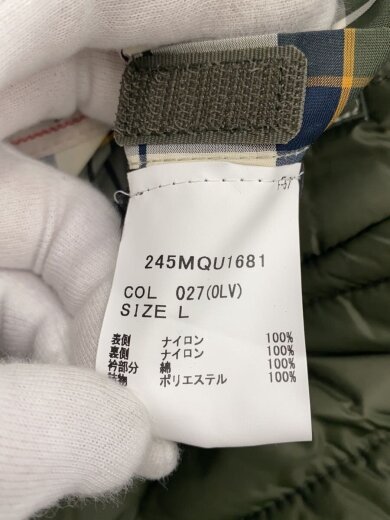 245MQU1681
COL 027(OLV)
SIZE L
表側 ナイロン 100%
裏側 ナイロン 100%
衿部分 綿 100%
詰物 ポリエステル 100%